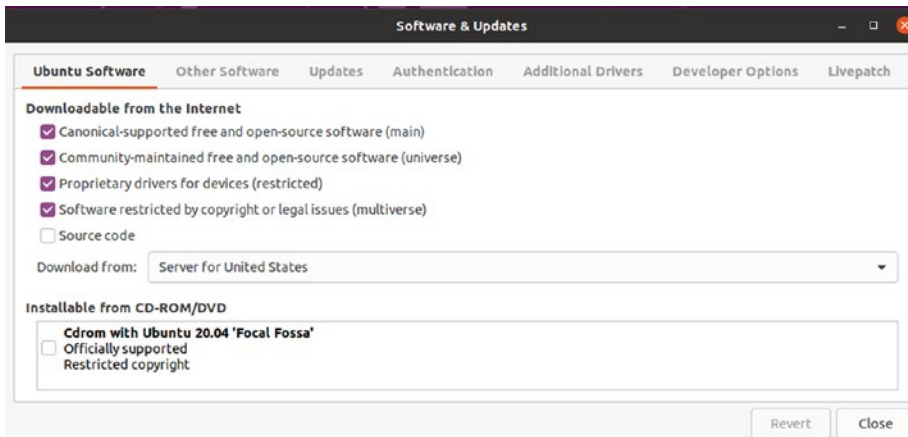 Software & Updates
Ubuntu Software Other Software Updates Authentication Additional Drivers Developer Options Livepatch
Downloadable from the Internet
Canonical-supported free and open-source software (main)
Community-maintained free and open-source software (universe)
Proprietary drivers for devices (restricted)
Software restricted by copyright or legal issues (multiverse)
Source code
Download from: Server for United States
Installable from CD-ROM/DVD
Cdrom with Ubuntu 20.04 'Focal Fossa'
Officially supported
Restricted copyright
Revert Close